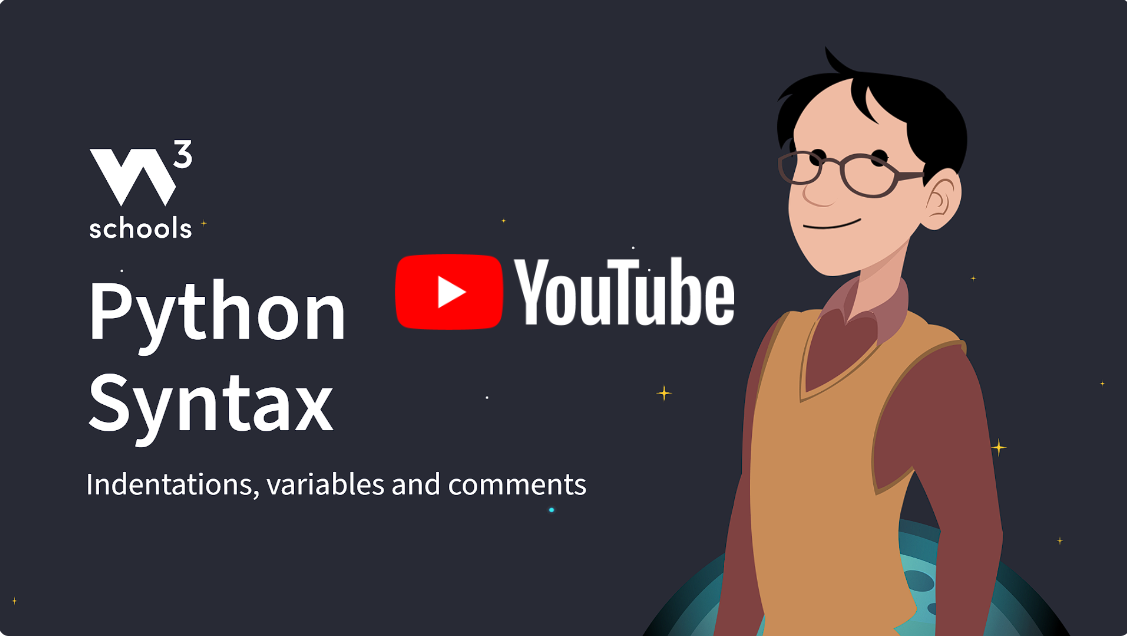 W3
schools
Python
YouTube
Syntax
Indentations, variables and comments